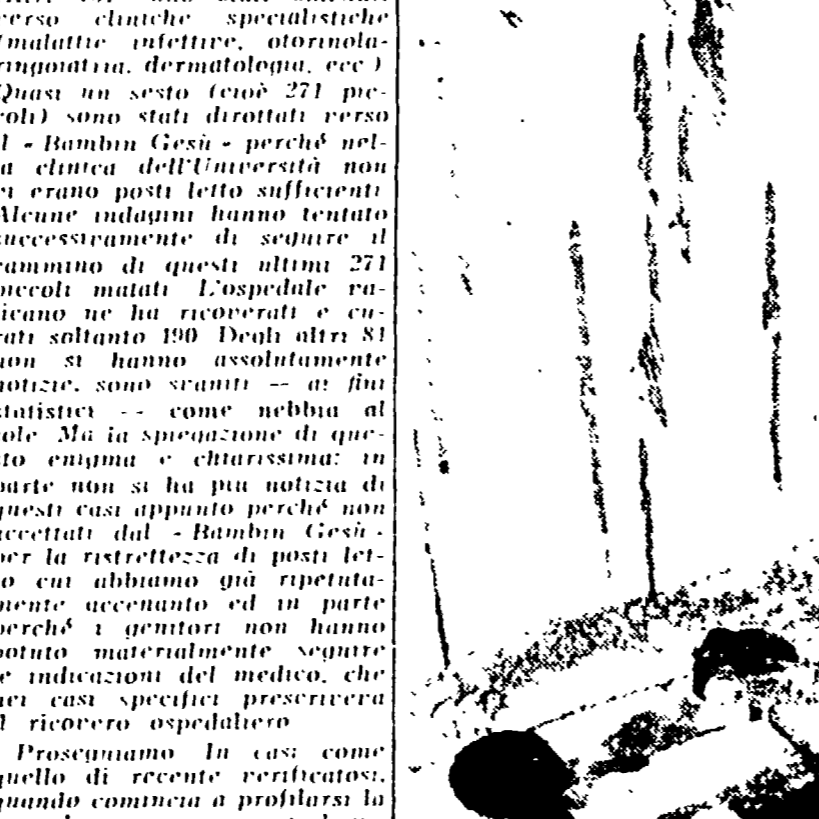 verso cliniche specialistiche
(malattie infettive, otorinola-
ringoiatria, dermatologia, ecc.)
Quasi un sesto (cioè 271 pic-
coli) sono stati dirottati verso
il « Bambin Gesù » perché nel-
la clinica dell'Università non
vi erano posti letto sufficienti
Alcune indagini hanno tentato
successivamente di seguire il
cammino di questi ultimi 271
piccoli malati L'ospedale va-
ticano ne ha ricoverati e cu-
rati soltanto 190 Degli altri 81
non si hanno assolutamente
notizie, sono svaniti -- ai fini
statistici -- come nebbia al
sole Ma la spiegazione di que-
sto enigma è chiarissima: in
parte non si ha più notizia di
questi casi appunto perché non
accettati dal « Bambin Gesù »
per la ristrettezza di posti let-
to cui abbiamo già ripetuta-
mente accennato ed in parte
perché i genitori non hanno
potuto materialmente seguire
le indicazioni del medico, che
nei casi specifici prescriveva
il ricovero ospedaliero
Proseguiamo In casi come
quello di recente verificatosi,
quando comincia a profilarsi la